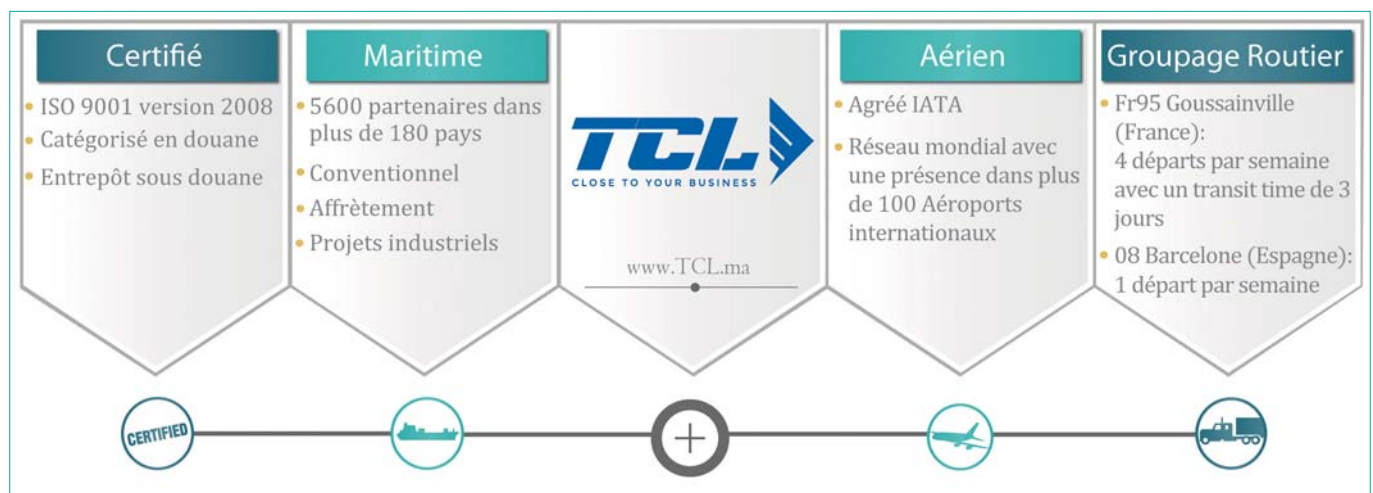 Certifié
• ISO 9001 version 2008
• Catégorisé en douane
• Entrepôt sous douane
Maritime
• 5600 partenaires dans
plus de 180 pays
• Conventionnel
• Affrètement
• Projets industriels
TCL
CLOSE TO YOUR BUSINESS
www.TCL.ma
Aérien
• Agréé IATA
• Réseau mondial avec
une présence dans plus
de 100 Aéroports
internationaux
Groupage Routier
• Fr95 Goussainville
(France):
4 départs par semaine
avec un transit time de 3
jours
• 08 Barcelone (Espagne):
1 départ par semaine
CERTIFIED